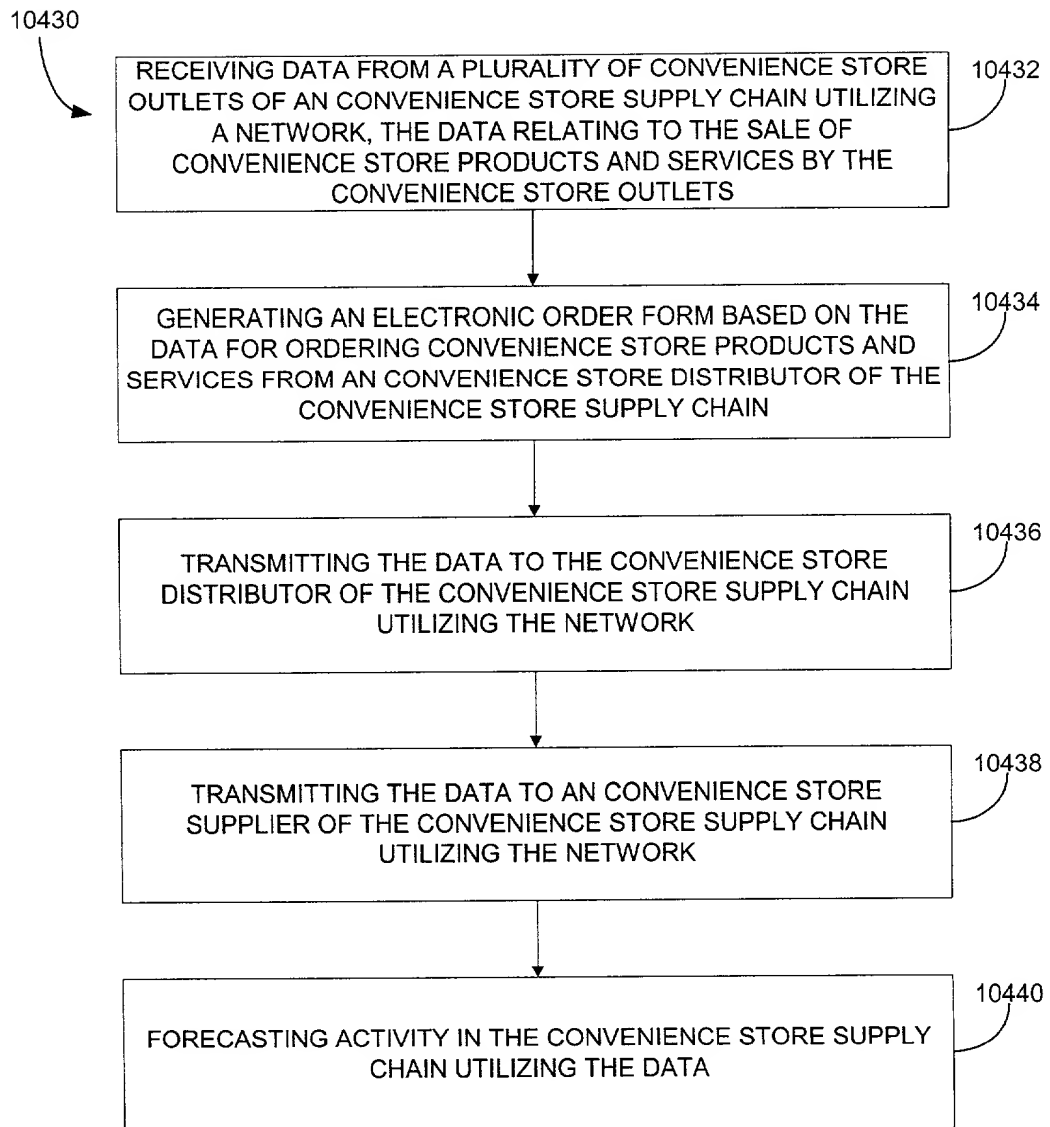 10430
RECEIVING DATA FROM A PLURALITY OF CONVENIENCE STORE
OUTLETS OF AN CONVENIENCE STORE SUPPLY CHAIN UTILIZING
A NETWORK, THE DATA RELATING TO THE SALE OF
CONVENIENCE STORE PRODUCTS AND SERVICES BY THE
CONVENIENCE STORE OUTLETS
10432
GENERATING AN ELECTRONIC ORDER FORM BASED ON THE
DATA FOR ORDERING CONVENIENCE STORE PRODUCTS AND
SERVICES FROM AN CONVENIENCE STORE DISTRIBUTOR OF THE
CONVENIENCE STORE SUPPLY CHAIN
10434
TRANSMITTING THE DATA TO THE CONVENIENCE STORE
DISTRIBUTOR OF THE CONVENIENCE STORE SUPPLY CHAIN
UTILIZING THE NETWORK
10436
TRANSMITTING THE DATA TO AN CONVENIENCE STORE
SUPPLIER OF THE CONVENIENCE STORE SUPPLY CHAIN
UTILIZING THE NETWORK
10438
FORECASTING ACTIVITY IN THE CONVENIENCE STORE SUPPLY
CHAIN UTILIZING THE DATA
10440